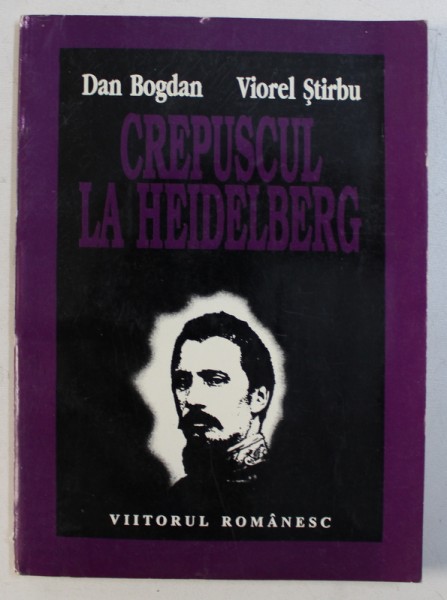 Dan Bogdan Viorel Ştirbu
CREPUSCUL
LA HEIDELBERG
VIITORUL ROMÂNESC